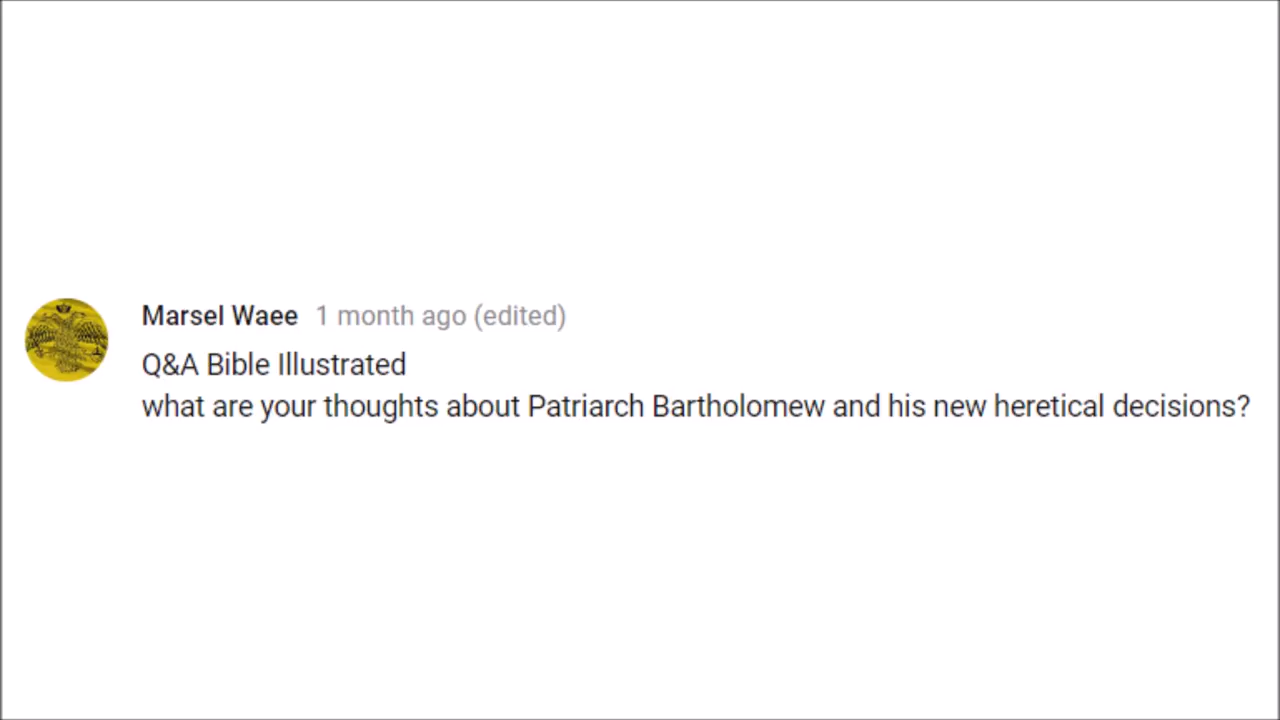 Marsel Waee 1 month ago (edited)
Q&A Bible Illustrated
what are your thoughts about Patriarch Bartholomew and his new heretical decisions?